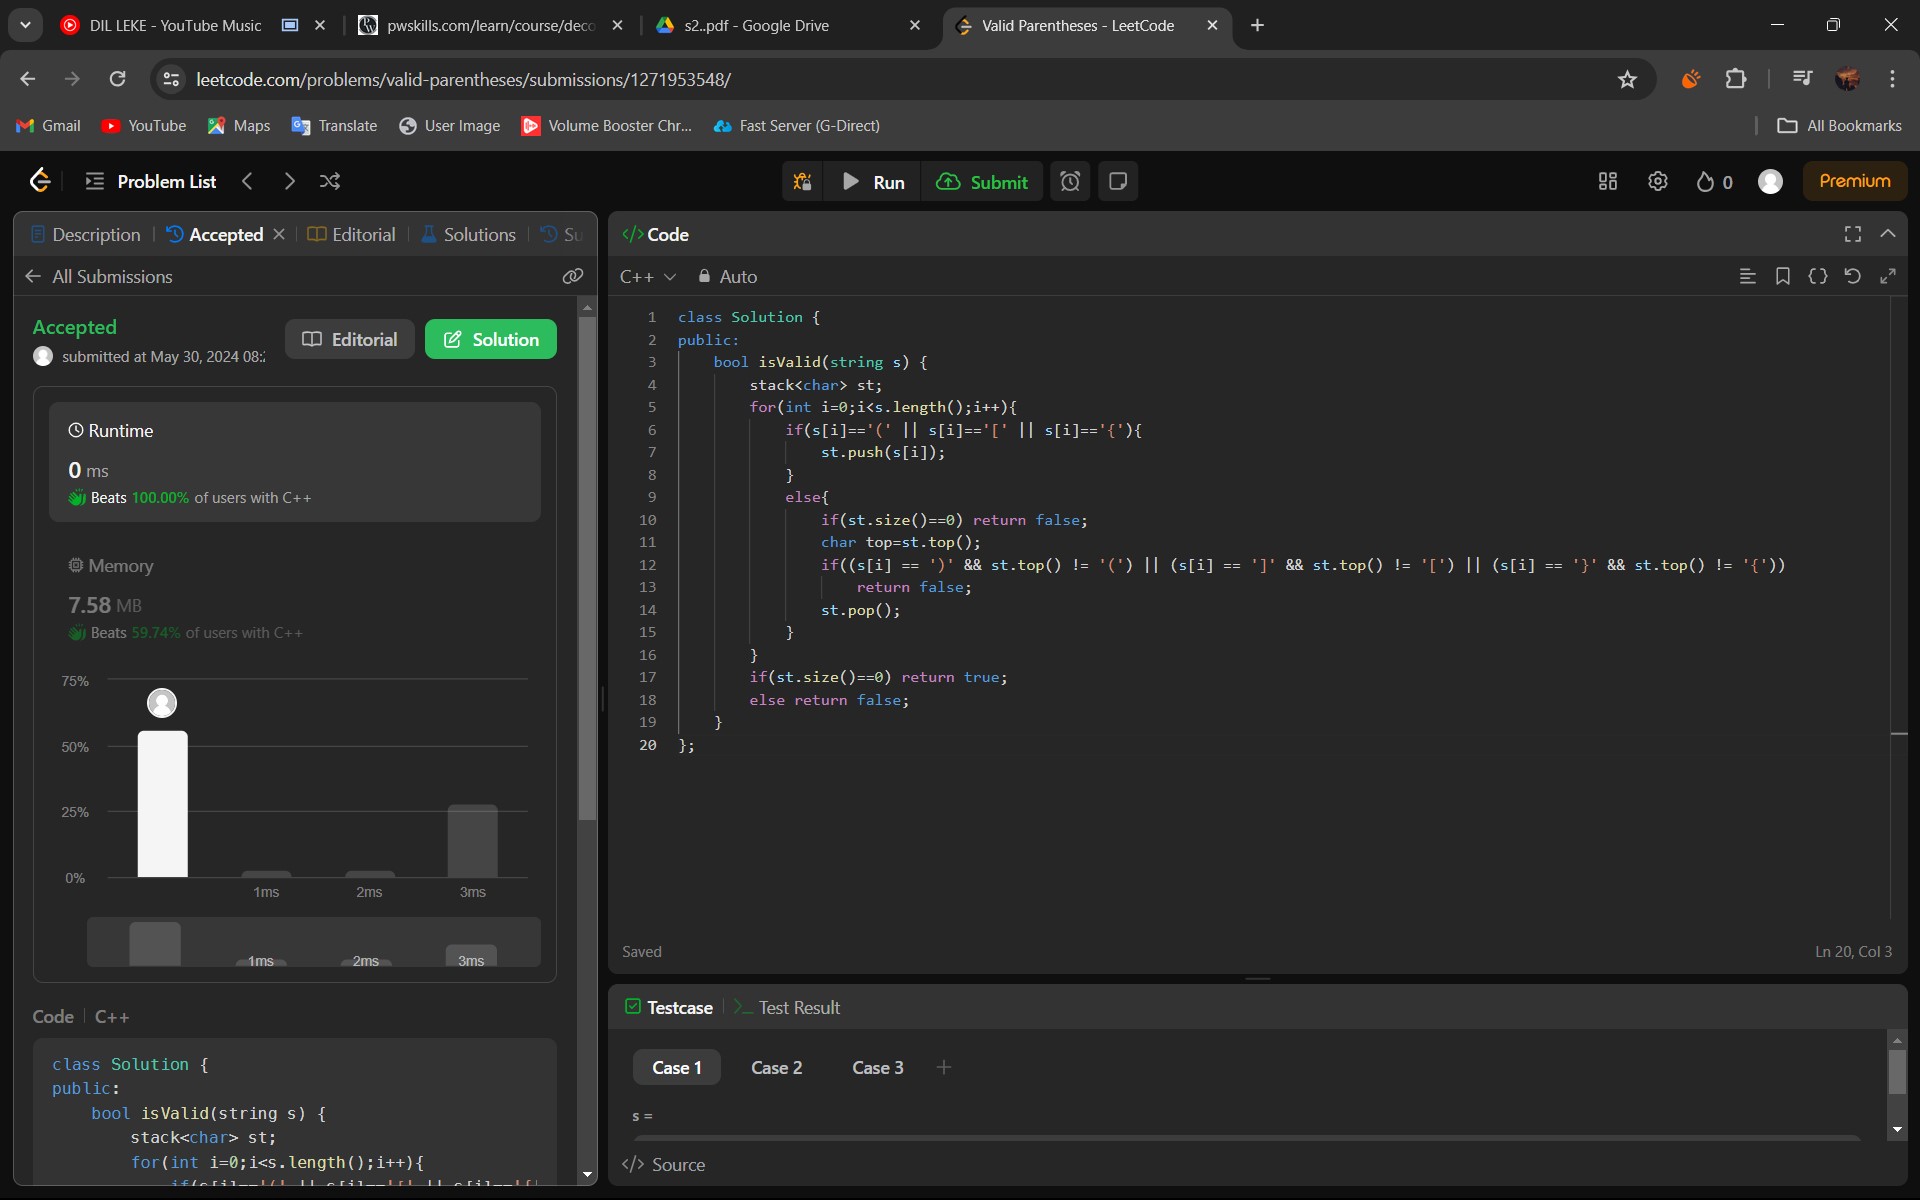 DIL LEKE - YouTube Music
pwskills.com/learn/course/deco
s2..pdf - Google Drive
Valid Parentheses - LeetCode
leetcode.com/problems/valid-parentheses/submissions/1271953548/
Gmail YouTube Maps Translate User Image Volume Booster Chr... Fast Server (G-Direct) All Bookmarks
Problem List Run Submit 0 Premium
Description Accepted Editorial Solutions Su
All Submissions
Accepted
submitted at May 30, 2024 08:
Editorial
Solution
Runtime
0 ms
Beats 100.00% of users with C++
Memory
7.58 MB
Beats 59.74% of users with C++
75%
50%
25%
0%
1ms 2ms 3ms
1ms 2ms 3ms
Code C++
class Solution {
public:
bool isValid(string s) {
stack<char> st;
for(int i=0;i<s.length();i++){
if(s[i]=='(' || s[i]=='[' || s[i]=='{'
</> Code
C++ Auto
1 class Solution {
2 public:
3 bool isValid(string s) {
4 stack<char> st;
5 for(int i=0;i<s.length();i++){
6 if(s[i]=='(' || s[i]=='[' || s[i]=='{'){
7 st.push(s[i]);
8 }
9 else{
10 if(st.size()==0) return false;
11 char top=st.top();
12 if((s[i] == ')' && st.top() != '(') || (s[i] == ']' && st.top() != '[') || (s[i] == '}' && st.top() != '{'))
13 return false;
14 st.pop();
15 }
16 }
17 if(st.size()==0) return true;
18 else return false;
19 }
20 };
Saved
Ln 20, Col 3
Testcase Test Result
Case 1 Case 2 Case 3
s =
</> Source